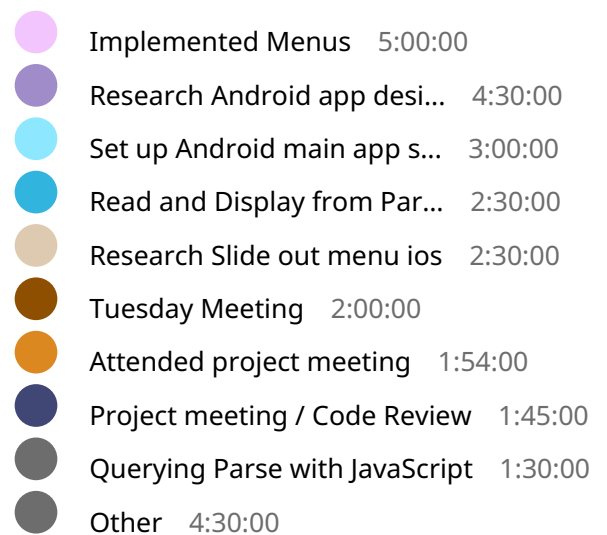 Implemented Menus 5:00:00
Research Android app desi... 4:30:00
Set up Android main app s... 3:00:00
Read and Display from Par... 2:30:00
Research Slide out menu ios 2:30:00
Tuesday Meeting 2:00:00
Attended project meeting 1:54:00
Project meeting / Code Review 1:45:00
Querying Parse with JavaScript 1:30:00
Other 4:30:00